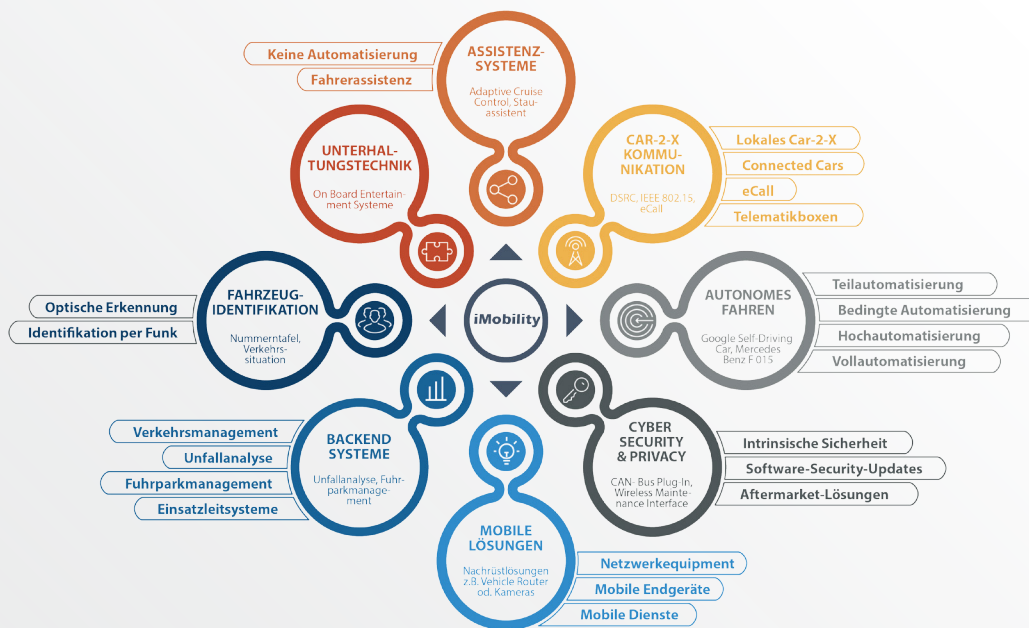 Keine Automatisierung
Fahrerassistenz
ASSISTENZ-
SYSTEME
Adaptive Cruise
Control, Stau-
assistent
UNTERHAL-
TUNGSTECHNIK
On Board Entertain-
ment Systeme
CAR-2-X
KOMMU-
NIKATION
DSRC, IEEE 802.15,
eCall
Lokales Car-2-X
Connected Cars
eCall
Telematikboxen
Optische Erkennung
Identifikation per Funk
FAHRZEUG-
IDENTIFIKATION
Nummerntafel,
Verkehrs-
situation
iMobility
AUTONOMES
FAHREN
Google Self-Driving
Car, Mercedes
Benz F 015
Teilautomatisierung
Bedingte Automatisierung
Hochautomatisierung
Vollautomatisierung
Verkehrsmanagement
Unfallanalyse
Fuhrparkmanagement
Einsatzleitsysteme
BACKEND
SYSTEME
Unfallanalyse, Fuhr-
parkmanage-
ment
CYBER
SECURITY
& PRIVACY
CAN- Bus Plug-In,
Wireless Mainte-
nance Interface
Intrinsische Sicherheit
Software-Security-Updates
Aftermarket-Lösungen
MOBILE
LÖSUNGEN
Nachrüstlösungen
z.B. Vehicle Router
od. Kameras
Netzwerkequipment
Mobile Endgeräte
Mobile Dienste